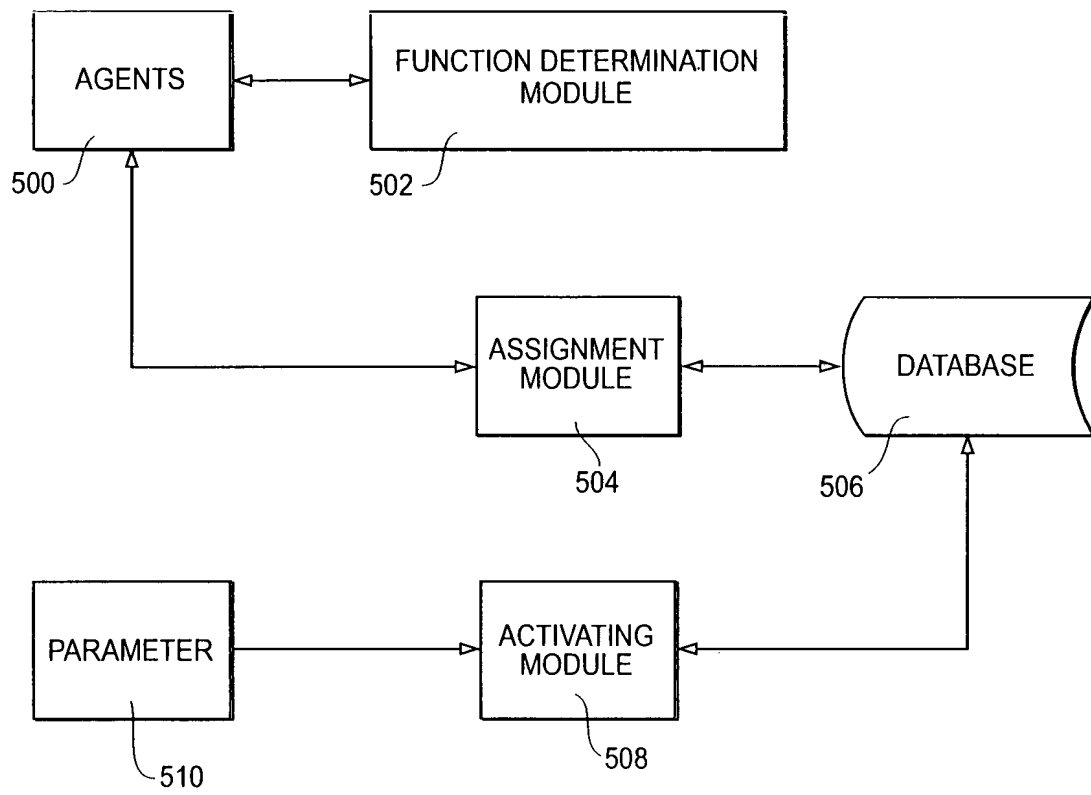 AGENTS
500
FUNCTION DETERMINATION
MODULE
502
ASSIGNMENT
MODULE
504
DATABASE
506
PARAMETER
510
ACTIVATING
MODULE
508